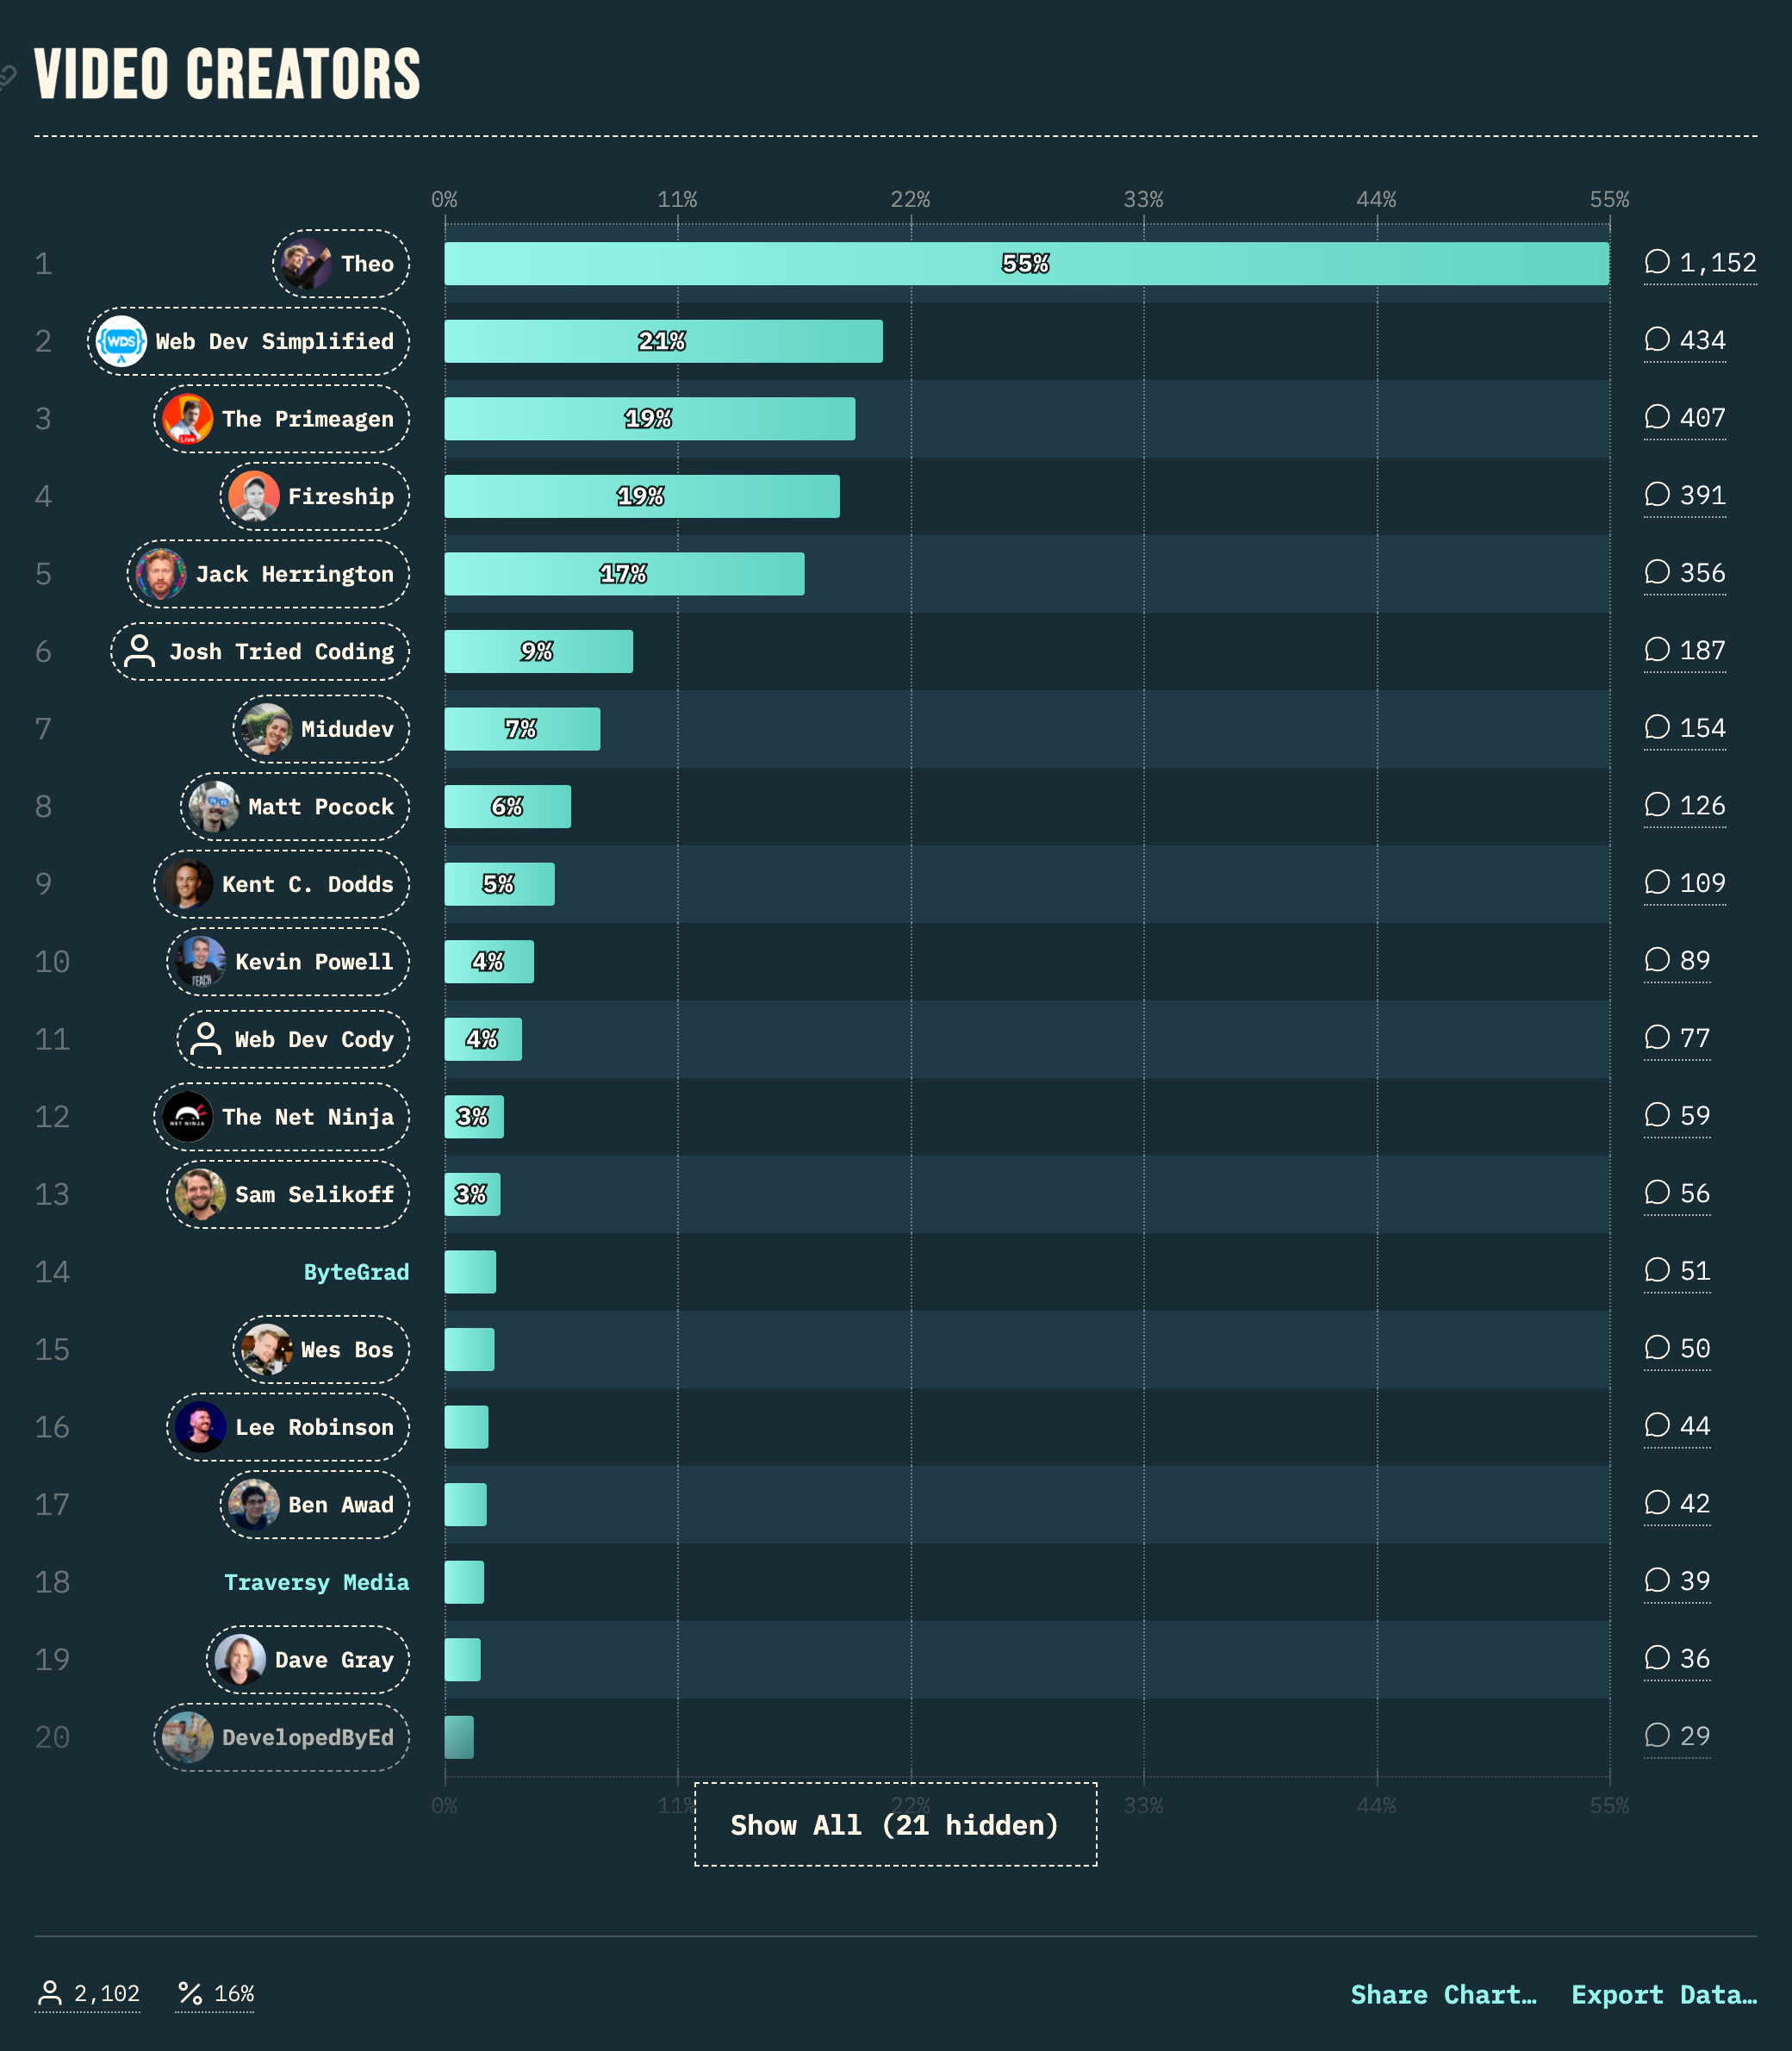 VIDEO CREATORS
0% 11% 22% 33% 44% 55%
1 Theo 55% 1,152
2 WDS Web Dev Simplified 21% 434
3 Live The Primeagen 19% 407
4 Fireship 19% 391
5 Jack Herrington 17% 356
6 Josh Tried Coding 9% 187
7 Midudev 7% 154
8 Matt Pocock 6% 126
9 Kent C. Dodds 5% 109
10 TEACH Kevin Powell 4% 89
11 Web Dev Cody 4% 77
12 NET NINJA The Net Ninja 3% 59
13 Sam Selikoff 3% 56
14 ByteGrad 51
15 Wes Bos 50
16 Lee Robinson 44
17 Ben Awad 42
18 Traversy Media 39
19 Dave Gray 36
20 DevelopedByEd 29
0% 11% 22% 33% 44% 55%
Show All (21 hidden)
2,102 % 16% Share Chart… Export Data…